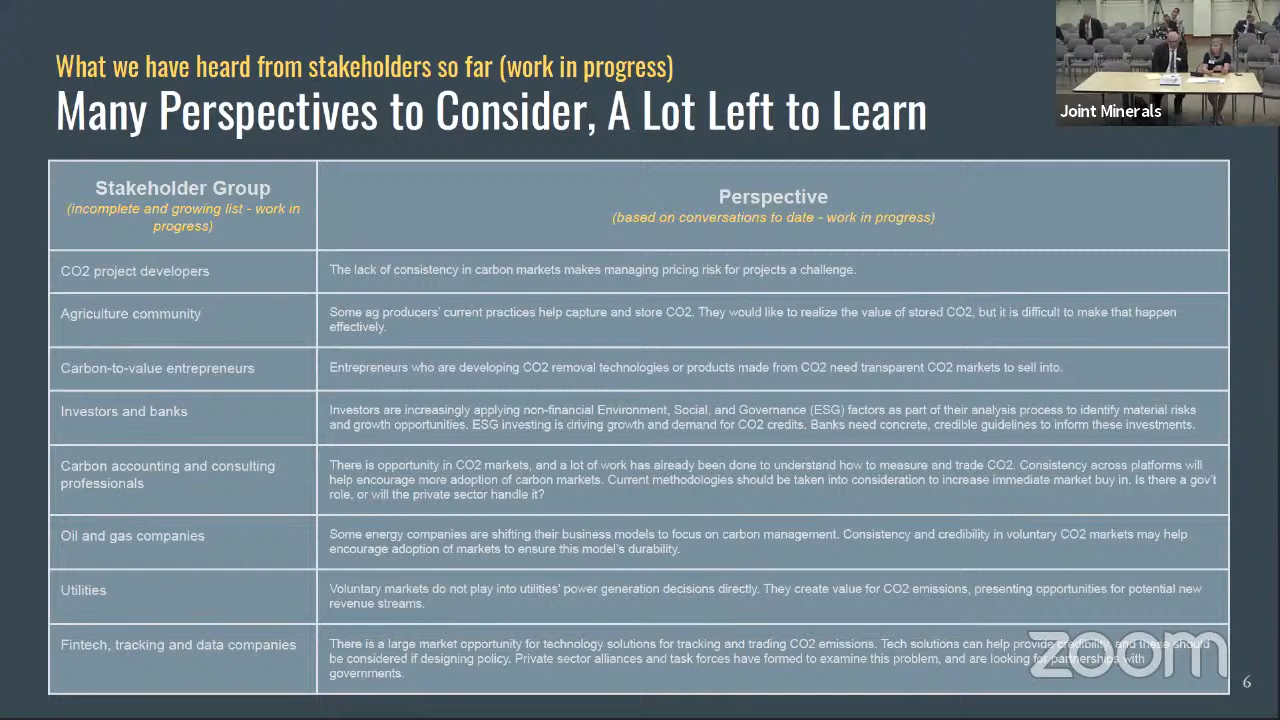 What we have heard from stakeholders so far (work in progress)
Many Perspectives to Consider, A Lot Left to Learn
Joint Minerals
Stakeholder Group
(incomplete and growing list - work in
progress)
Perspective
(based on conversations to date - work in progress)
CO2 project developers
The lack of consistency in carbon markets makes managing pricing risk for projects a challenge.
Agriculture community
Some ag producers' current practices help capture and store CO2. They would like to realize the value of stored CO2, but it is difficult to make that happen
effectively.
Carbon-to-value entrepreneurs
Entrepreneurs who are developing CO2 removal technologies or products made from CO2 need transparent CO2 markets to sell into.
Investors and banks
Investors are increasingly applying non-financial Environment, Social, and Governance (ESG) factors as part of their analysis process to identify material risks
and growth opportunities. ESG investing is driving growth and demand for CO2 credits. Banks need concrete, credible guidelines to inform these investments.
Carbon accounting and consulting
professionals
There is opportunity in CO2 markets, and a lot of work has already been done to understand how to measure and trade CO2. Consistency across platforms will
help encourage more adoption of carbon markets. Current methodologies should be taken into consideration to increase immediate market buy in. Is there a gov't
role, or will the private sector handle it?
Oil and gas companies
Some energy companies are shifting their business models to focus on carbon management. Consistency and credibility in voluntary CO2 markets may help
encourage adoption of markets to ensure this model's durability.
Utilities
Voluntary markets do not play into utilities' power generation decisions directly. They create value for CO2 emissions, presenting opportunities for potential new
revenue streams.
Fintech, tracking and data companies
There is a large market opportunity for technology solutions for tracking and trading CO2 emissions. Tech solutions can help provide credibility, and these should
be considered if designing policy. Private sector alliances and task forces have formed to examine this problem, and are looking for partnerships with
governments.
zoom
6